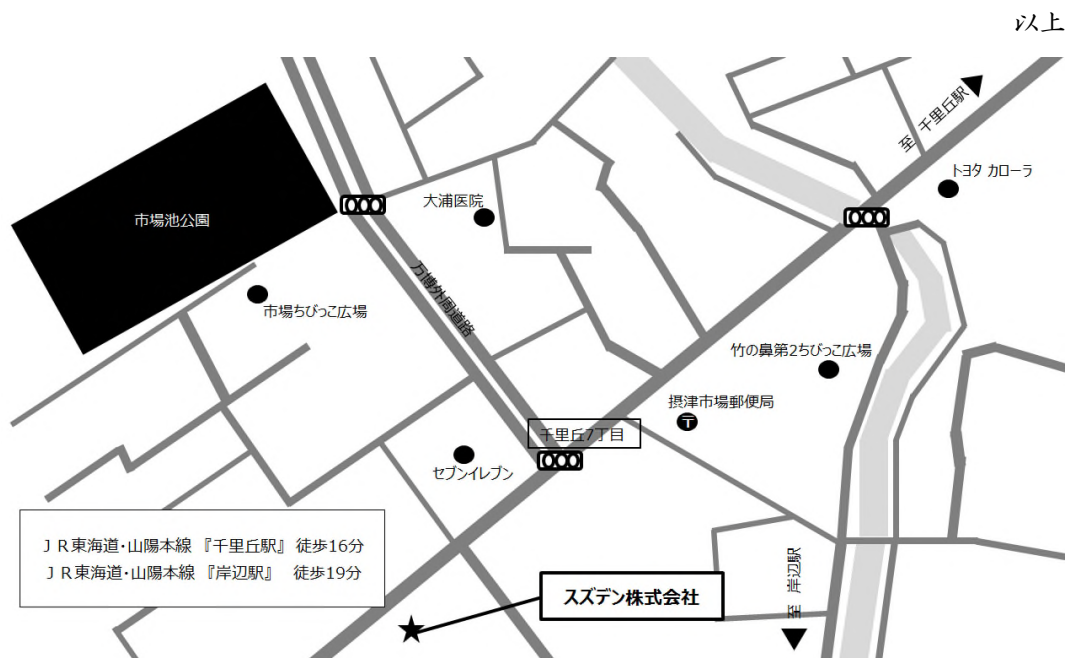 以上
至 千里丘駅
トヨタ カローラ
大浦医院
市場池公園
万博外周道路
市場ちびっこ広場
竹の鼻第2ちびっこ広場
摂津市場郵便局
〒
千里丘7丁目
セブンイレブン
ＪＲ東海道・山陽本線 『千里丘駅』 徒歩16分
ＪＲ東海道・山陽本線 『岸辺駅』 徒歩19分
至 岸辺駅
スズデン株式会社